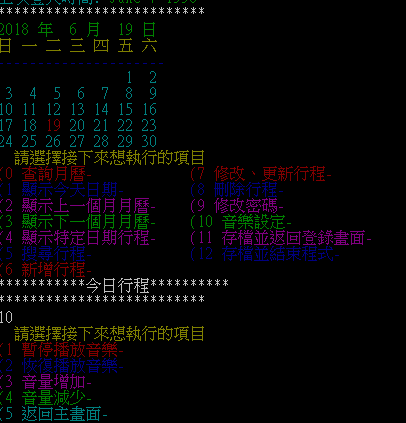 **************************
2018 年 6 月 19 日
日 一 二 三 四 五 六
1 2
3 4 5 6 7 8 9
10 11 12 13 14 15 16
17 18 19 20 21 22 23
24 25 26 27 28 29 30
請選擇接下來想執行的項目
(0 查詢月曆- (7 修改、更新行程-
(1 顯示今天日期- (8 刪除行程-
(2 顯示上一個月月曆- (9 修改密碼-
(3 顯示下一個月月曆- (10 音樂設定-
(4 顯示特定日期行程- (11 存檔並返回登錄畫面-
(5 搜尋行程- (12 存檔並結束程式-
(6 新增行程-
***********今日行程**********
**************************
10
請選擇接下來想執行的項目
(1 暫停播放音樂-
(2 恢復播放音樂-
(3 音量增加-
(4 音量減少-
(5 返回主畫面-